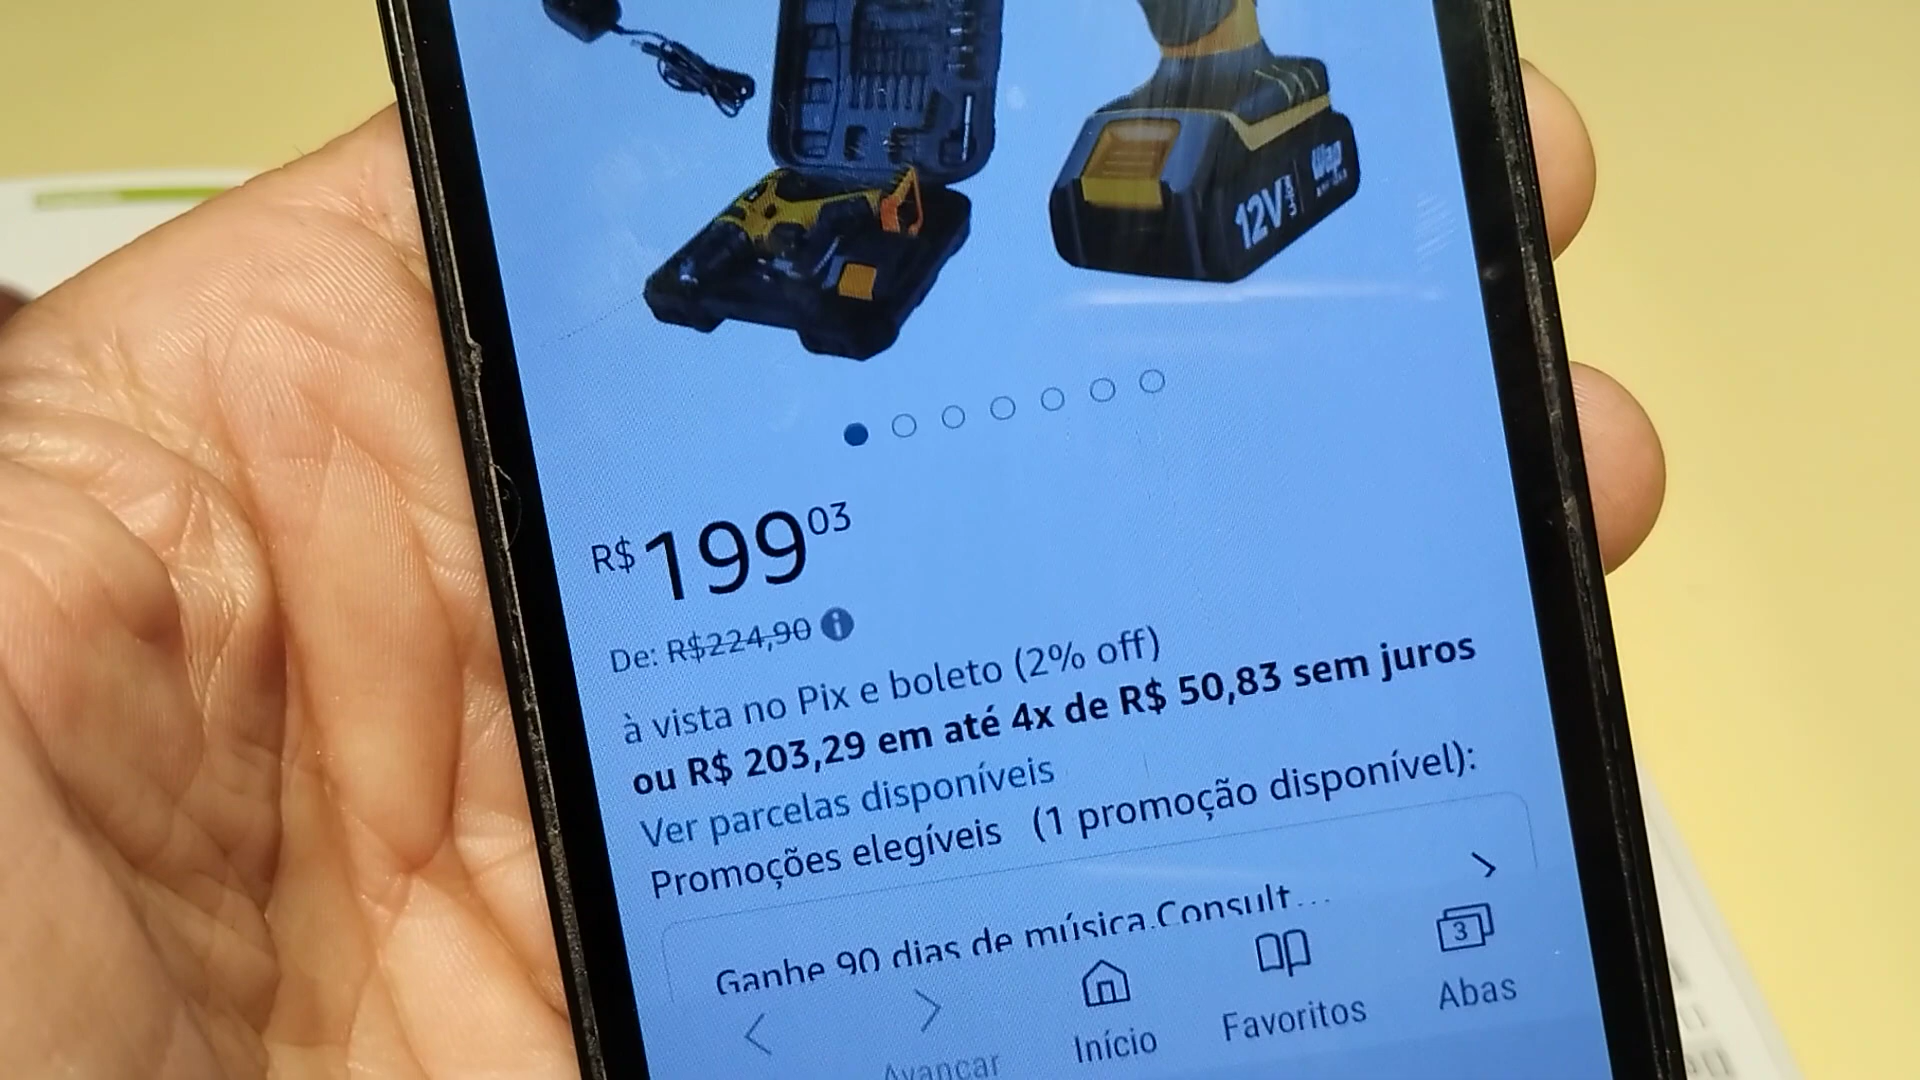 12V Wap
R$ 199 03
De: R$224,90
à vista no Pix e boleto (2% off)
ou R$ 203,29 em até 4x de R$ 50,83 sem juros
Ver parcelas disponíveis
Promoções elegíveis (1 promoção disponível):
Ganhe 90 dias de música.Consult...
3
Avançar Início Favoritos Abas